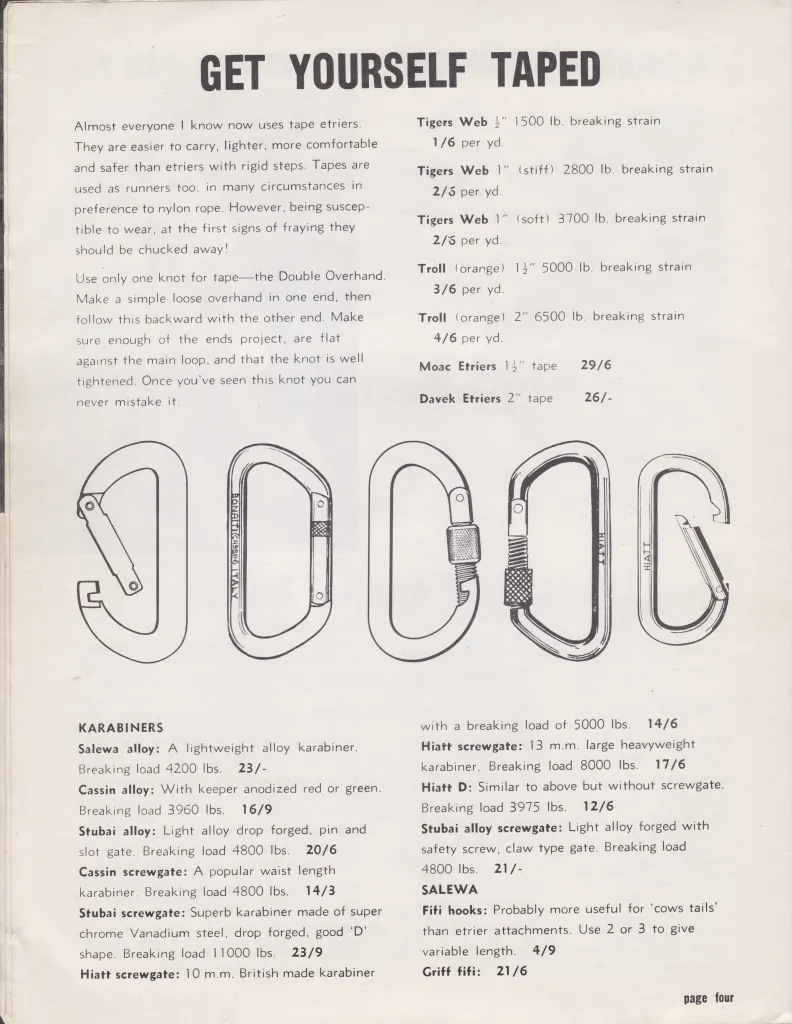 GET YOURSELF TAPED
Almost everyone I know now uses tape etriers.
They are easier to carry, lighter, more comfortable
and safer than etriers with rigid steps. Tapes are
used as runners too, in many circumstances in
preference to nylon rope. However, being suscep-
tible to wear, at the first signs of fraying they
should be chucked away!
Use only one knot for tape—the Double Overhand.
Make a simple loose overhand in one end, then
follow this backward with the other end. Make
sure enough of the ends project, are flat
against the main loop, and that the knot is well
tightened. Once you've seen this knot you can
never mistake it.
Tigers Web ½" 1500 lb. breaking strain
1/6 per yd.
Tigers Web 1" (stiff) 2800 lb. breaking strain
2/3 per yd.
Tigers Web 1" (soft) 3700 lb. breaking strain
2/3 per yd.
Troll (orange) 1½" 5000 lb. breaking strain
3/6 per yd.
Troll (orange) 2" 6500 lb. breaking strain
4/6 per yd.
Moac Etriers 1½" tape 29/6
Davek Etriers 2" tape 26/-
BONAITI CASSINO ITALY
HIATT
HIATT
KARABINERS
Salewa alloy: A lightweight alloy karabiner.
Breaking load 4200 lbs. 23/-
Cassin alloy: With keeper anodized red or green.
Breaking load 3960 lbs. 16/9
Stubai alloy: Light alloy drop forged, pin and
slot gate. Breaking load 4800 lbs. 20/6
Cassin screwgate: A popular waist length
karabiner. Breaking load 4800 lbs. 14/3
Stubai screwgate: Superb karabiner made of super
chrome Vanadium steel, drop forged, good 'D'
shape. Breaking load 11000 lbs. 23/9
Hiatt screwgate: 10 m.m. British made karabiner
with a breaking load of 5000 lbs. 14/6
Hiatt screwgate: 13 m.m. large heavyweight
karabiner. Breaking load 8000 lbs. 17/6
Hiatt D: Similar to above but without screwgate.
Breaking load 3975 lbs. 12/6
Stubai alloy screwgate: Light alloy forged with
safety screw, claw type gate. Breaking load
4800 lbs. 21/-
SALEWA
Fifi hooks: Probably more useful for 'cows tails'
than etrier attachments. Use 2 or 3 to give
variable length. 4/9
Griff fifi: 21/6
page four